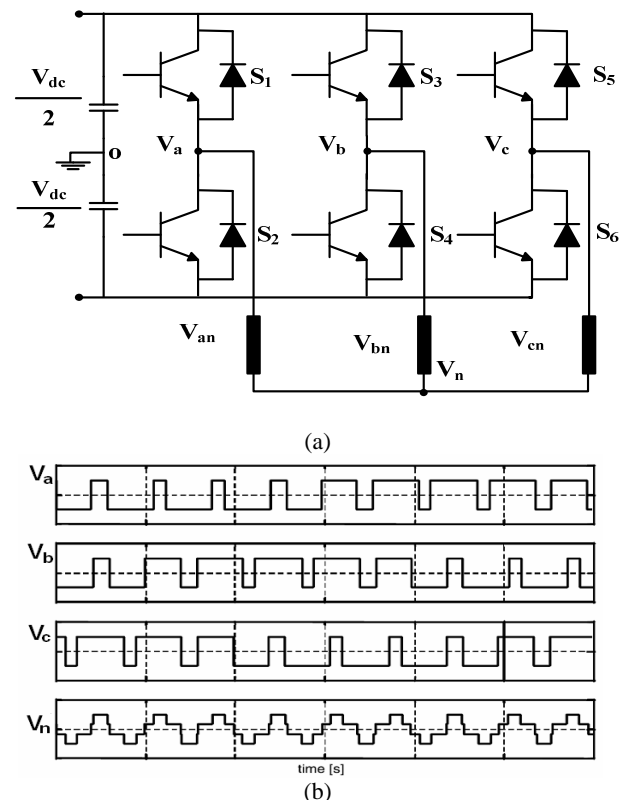 V_dc
2
V_dc
2
o
S_1
S_3
S_5
V_a
V_b
V_c
S_2
S_4
S_6
V_an
V_bn
V_cn
V_n
(a)
V_a
V_b
V_c
V_n
time [s]
(b)